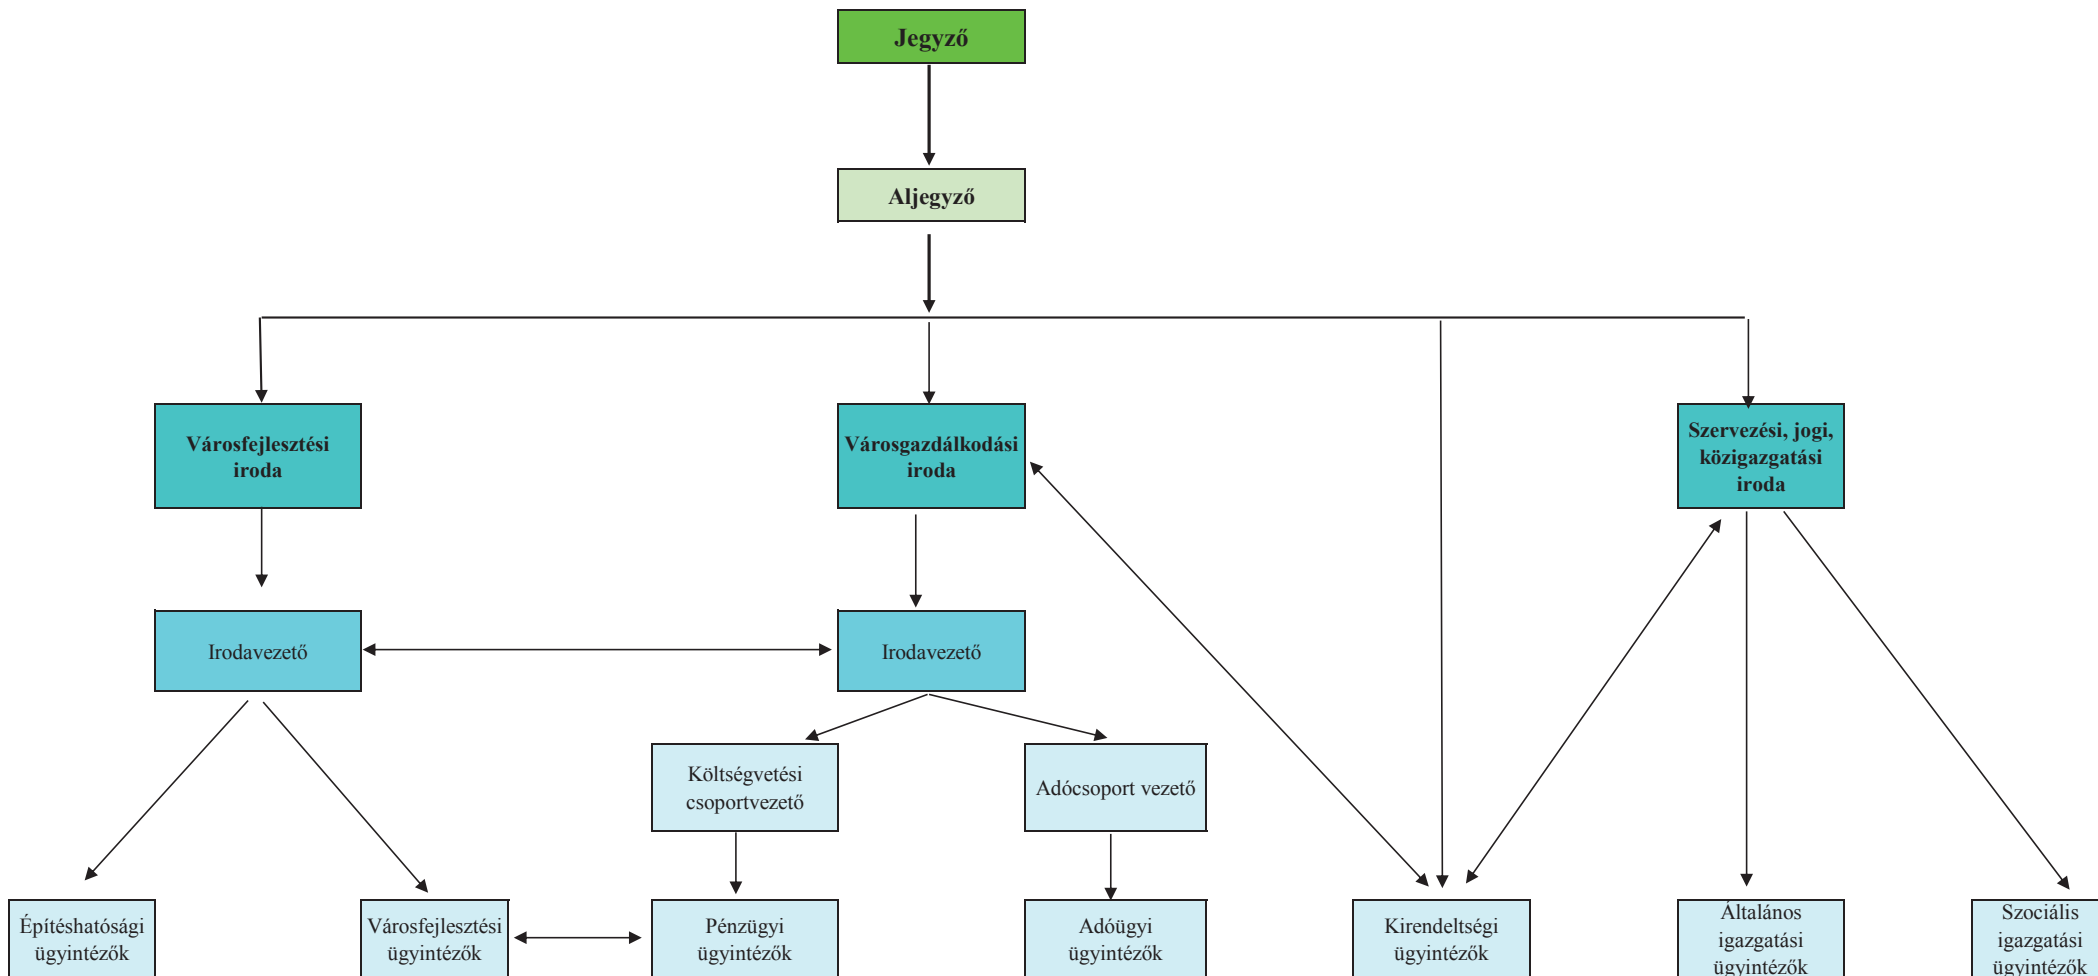 Jegyző
Aljegyző
Városfejlesztési
iroda
Városgazdálkodási
iroda
Szervezési, jogi,
közigazgatási
iroda
Irodavezető
Irodavezető
Költségvetési
csoportvezető
Adócsoport vezető
Építéshatósági
ügyintézők
Városfejlesztési
ügyintézők
Pénzügyi
ügyintézők
Adóügyi
ügyintézők
Kirendeltségi
ügyintézők
Általános
igazgatási
ügyintézők
Szociális
igazgatási
ügyintézők